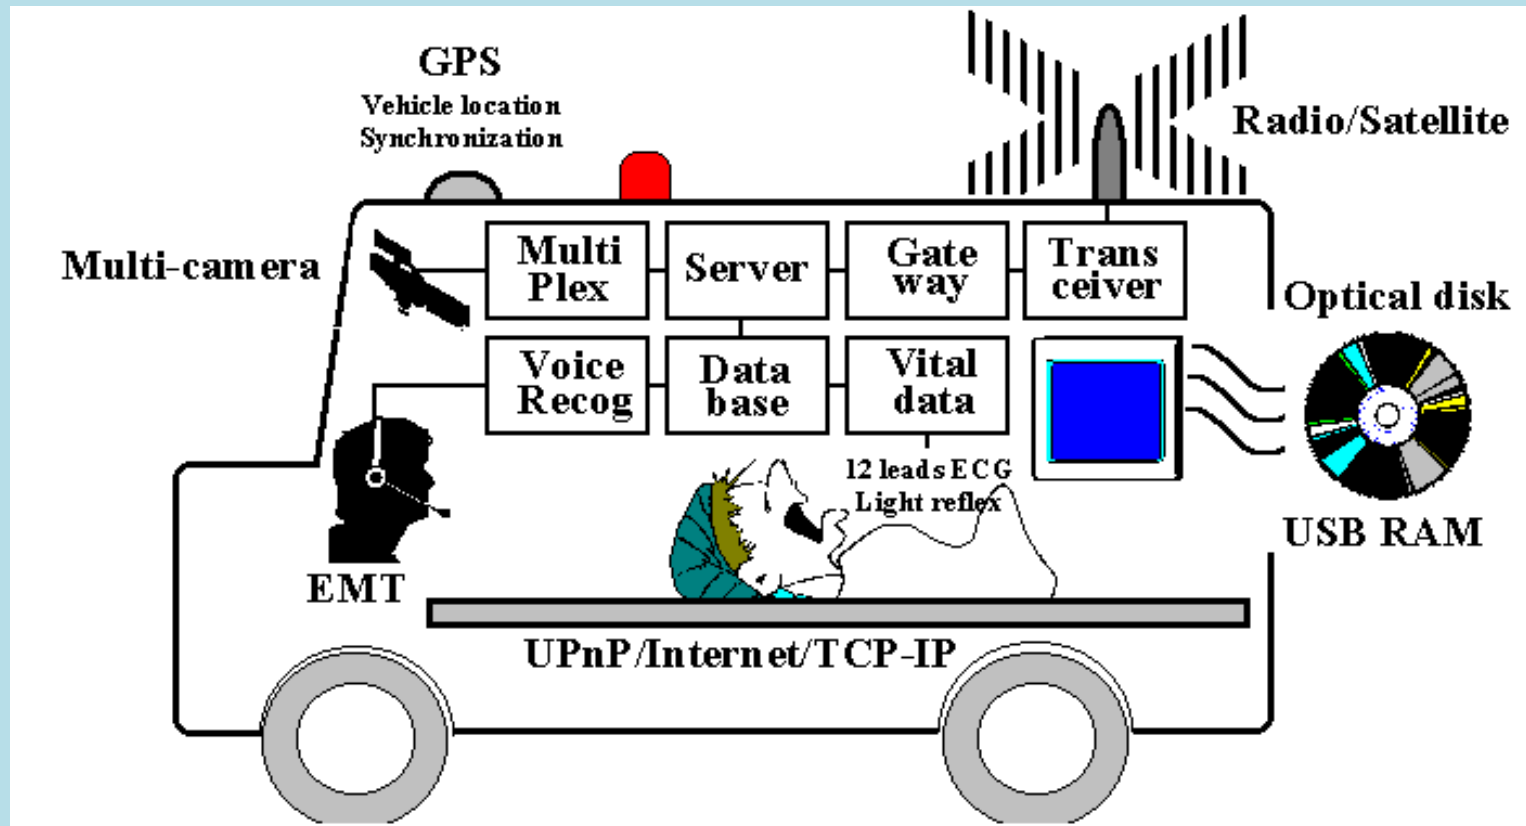 GPS
Vehicle location
Synchronization
Radio/Satellite
Multi-camera
Multi
Plex
Server
Gate
way
Trans
ceiver
Optical disk
Voice
Recog
Data
base
Vital
data
12 leads ECG
Light reflex
USB RAM
EMT
UPnP/Internet/TCP-IP